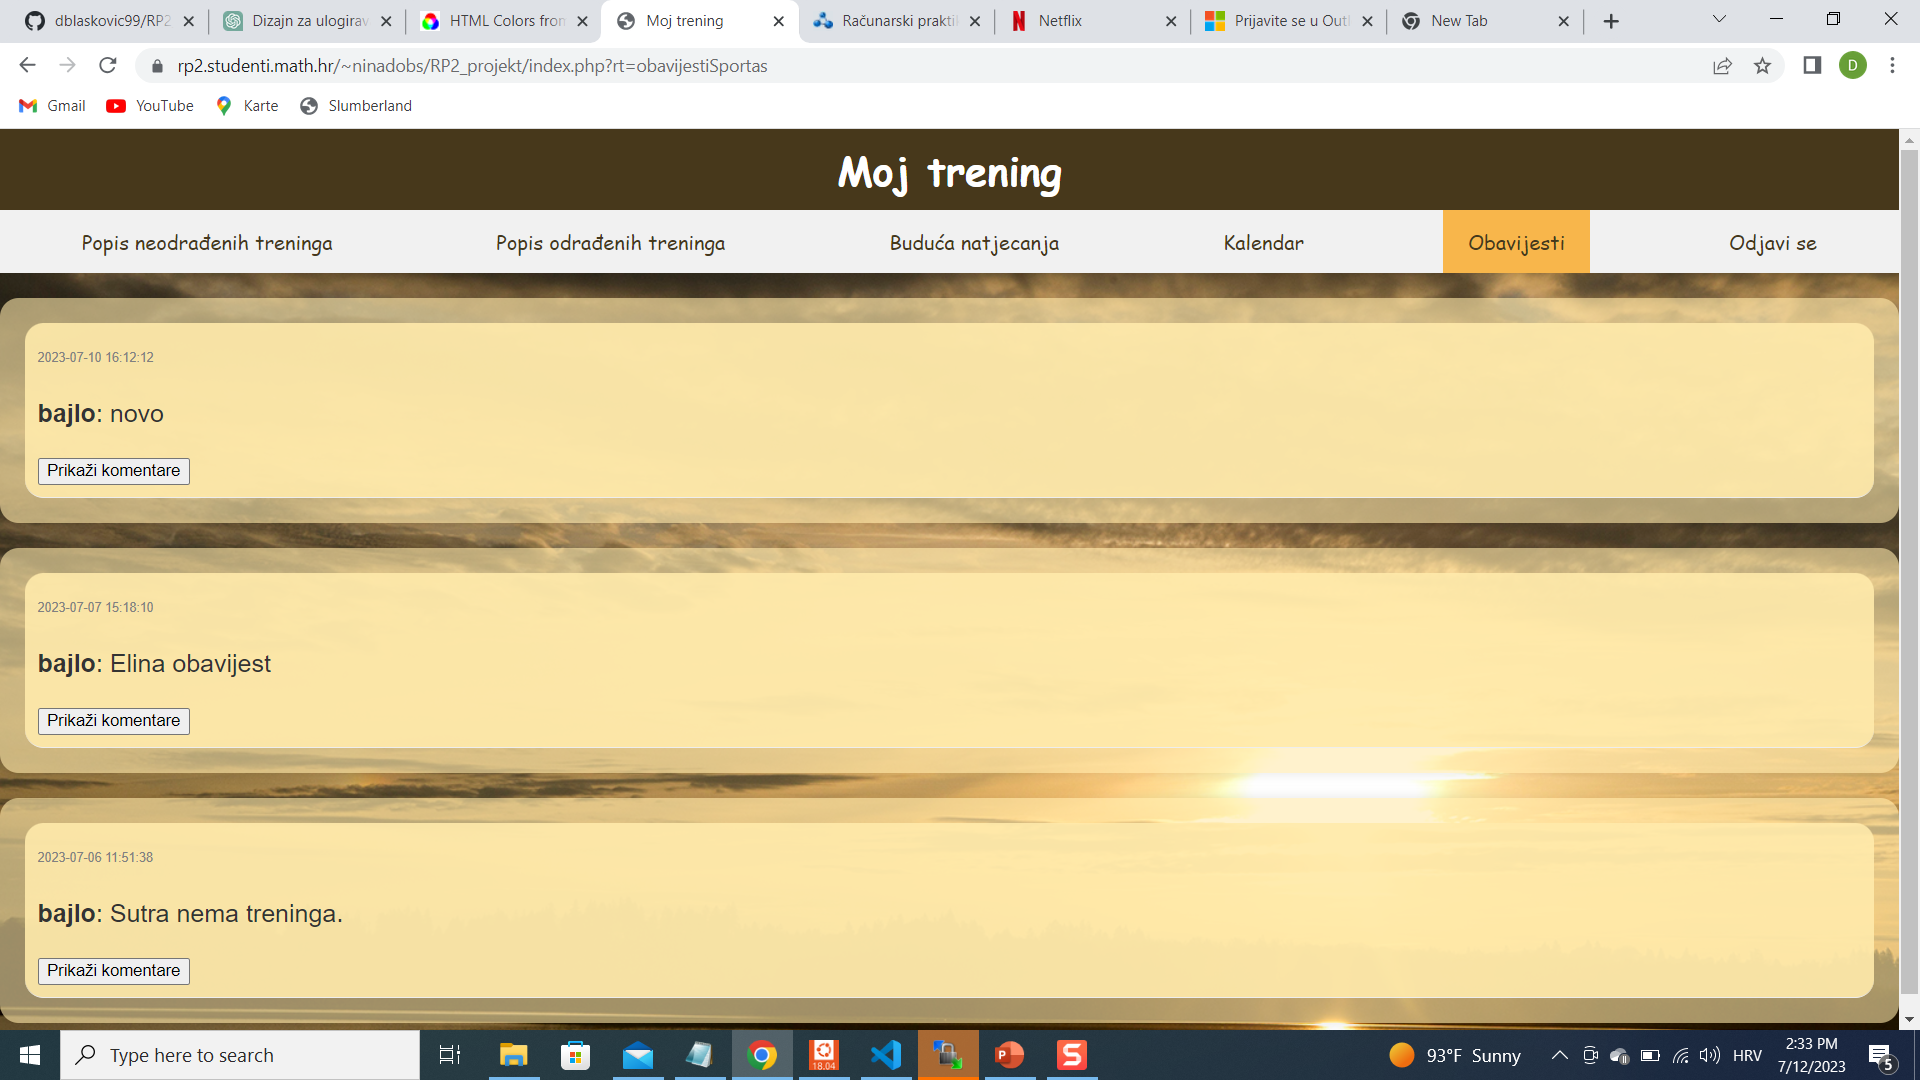 dblaskovic99/RP2
Dizajn za ulogirav
HTML Colors from
Moj trening
Računarski prakti
Netflix
Prijavite se u Outl
New Tab
rp2.studenti.math.hr/~ninadobs/RP2_projekt/index.php?rt=obavijestiSportas
D
Gmail
YouTube
Karte
Slumberland
Moj trening
Popis neodrađenih treninga
Popis odrađenih treninga
Buduća natjecanja
Kalendar
Obavijesti
Odjavi se
2023-07-10 16:12:12
bajlo: novo
Prikaži komentare
2023-07-07 15:18:10
bajlo: Elina obavijest
Prikaži komentare
2023-07-06 11:51:38
bajlo: Sutra nema treninga.
Prikaži komentare
Type here to search
18.04
93°F Sunny
HRV
2:33 PM
7/12/2023
5